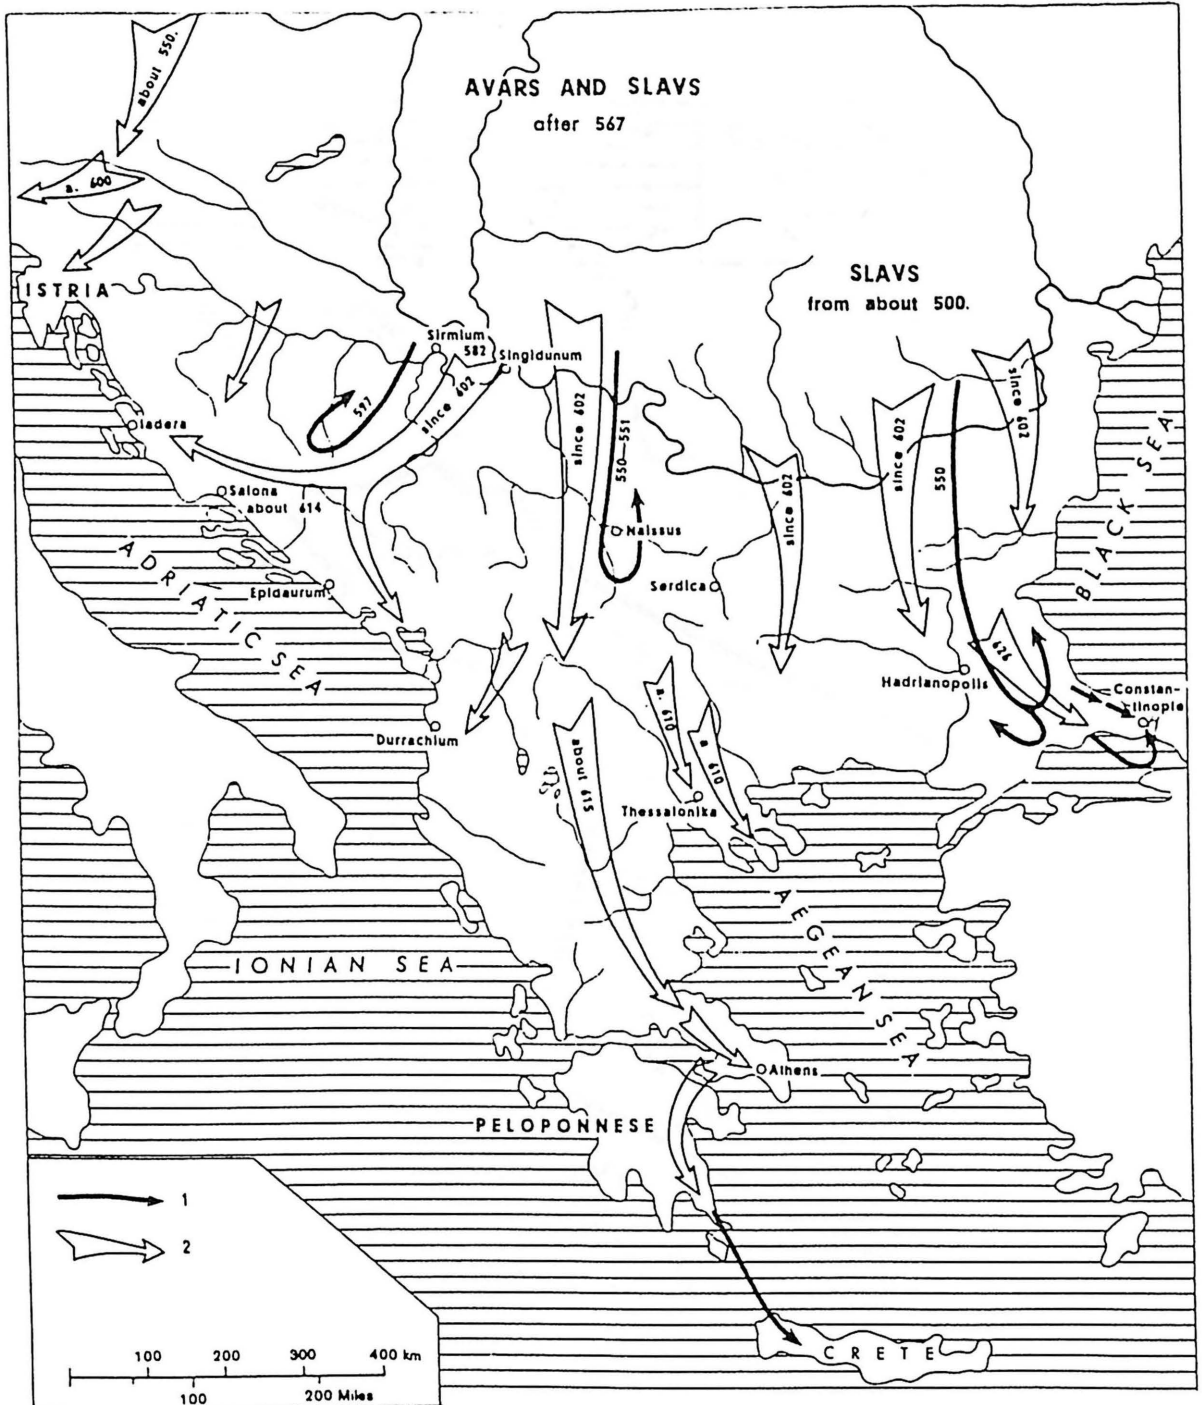 about 550.
AVARS AND SLAVS
after 567
a. 600
ISTRIA
SLAVS
from about 500.
Sirmium
582
Singidunum
597
since 602
since 602
550—551
since 602
since 602
550
since 602
Iadera
Salona
about 614
Naissus
Serdica
Epidaurum
ADRIATIC SEA
BLACK SEA
Hadrianopolis
626
Constan-
tinople
Durrachium
a. 610
a 610
about 615
Thessalonika
AEGEAN SEA
IONIAN SEA
Athens
PELOPONNESE
1
2
CRETE
100 200 300 400 km
100 200 Miles